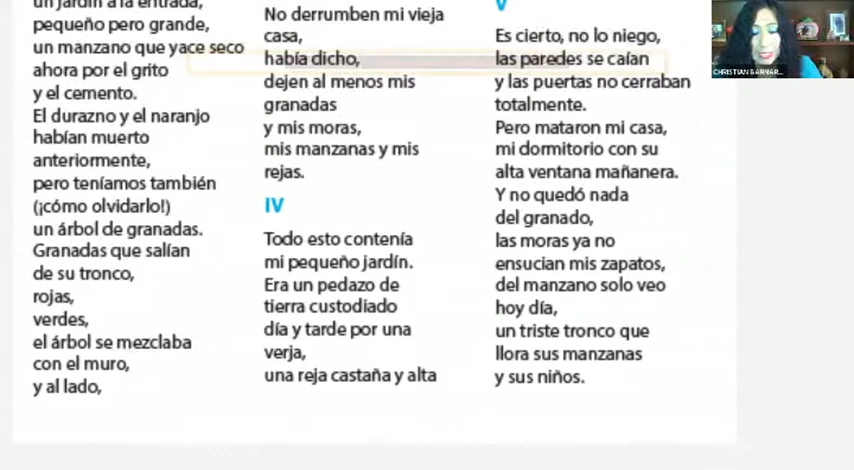 un jardín a la entrada,
pequeño pero grande,
un manzano que yace seco
ahora por el grito
y el cemento.
El durazno y el naranjo
habían muerto
anteriormente,
pero teníamos también
(¡cómo olvidarlo!)
un árbol de granadas.
Granadas que salían
de su tronco,
rojas,
verdes,
el árbol se mezclaba
con el muro,
y al lado,
No derrumben mi vieja
casa,
había dicho,
dejen al menos mis
granadas
y mis moras,
mis manzanas y mis
rejas.
IV
Todo esto contenía
mi pequeño jardín.
Era un pedazo de
tierra custodiado
día y tarde por una
verja,
una reja castaña y alta
V
Es cierto, no lo niego,
las paredes se caían
y las puertas no cerraban
totalmente.
Pero mataron mi casa,
mi dormitorio con su
alta ventana mañanera.
Y no quedó nada
del granado,
las moras ya no
ensucian mis zapatos,
del manzano solo veo
hoy día,
un triste tronco que
llora sus manzanas
y sus niños.
CHRISTIAN BARNAR...